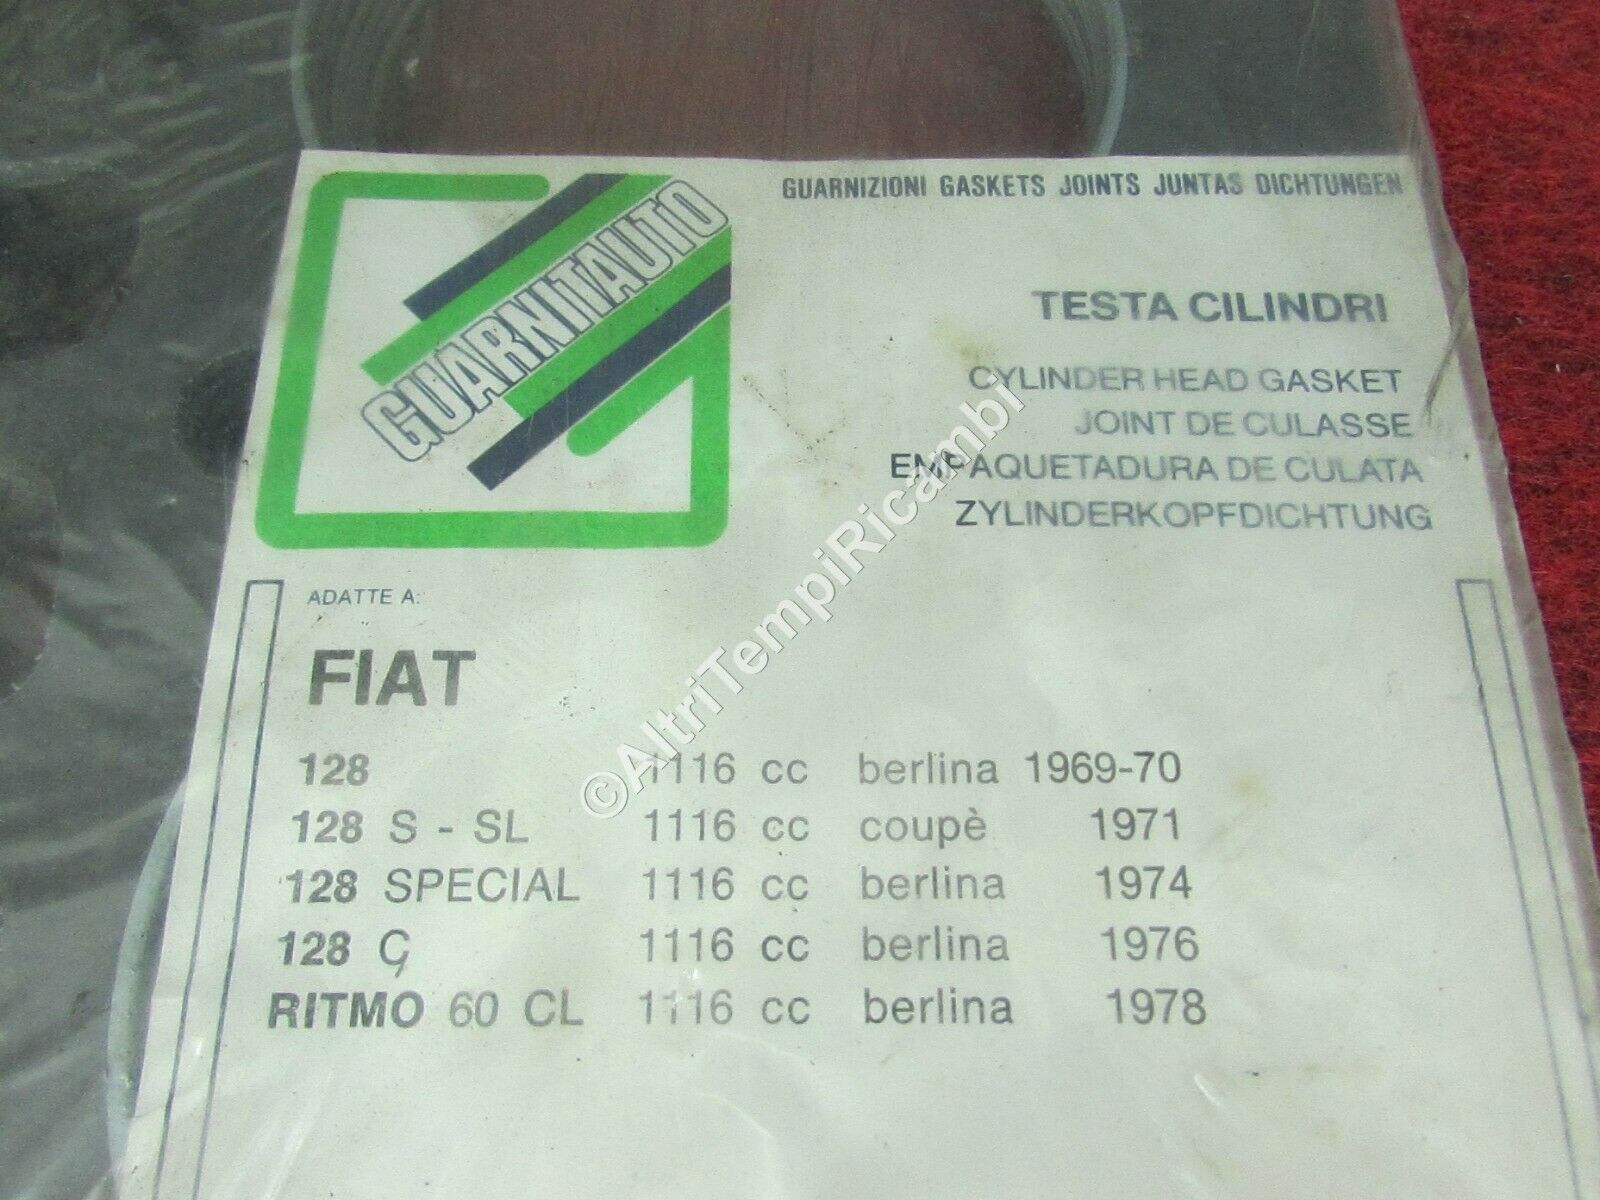 GUARNITAUTO
GUARNIZIONI GASKETS JOINTS JUNTAS DICHTUNGEN
TESTA CILINDRI
CYLINDER HEAD GASKET
JOINT DE CULASSE
EMPAQUETADURA DE CULATA
ZYLINDERKOPFDICHTUNG
ADATTE A:
FIAT
128 1116 cc berlina 1969-70
128 S - SL 1116 cc coupè 1971
128 SPECIAL 1116 cc berlina 1974
128 Ç 1116 cc berlina 1976
RITMO 60 CL 1116 cc berlina 1978
©AltriTempiRicambi